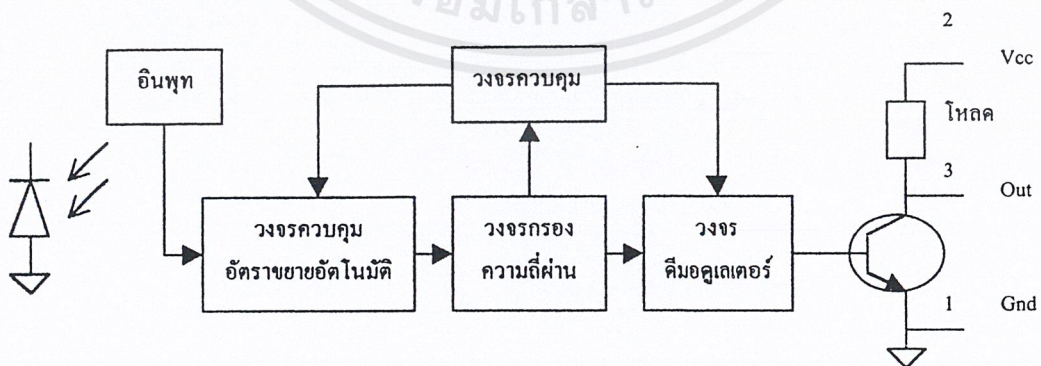 อินพุท
วงจรควบคุม
วงจรควบคุม
อัตราขยายอัตโนมัติ
วงจรกรอง
ความถี่ผ่าน
วงจร
ดีมอดูเลเตอร์
2
Vcc
โหลด
3
Out
1
Gnd